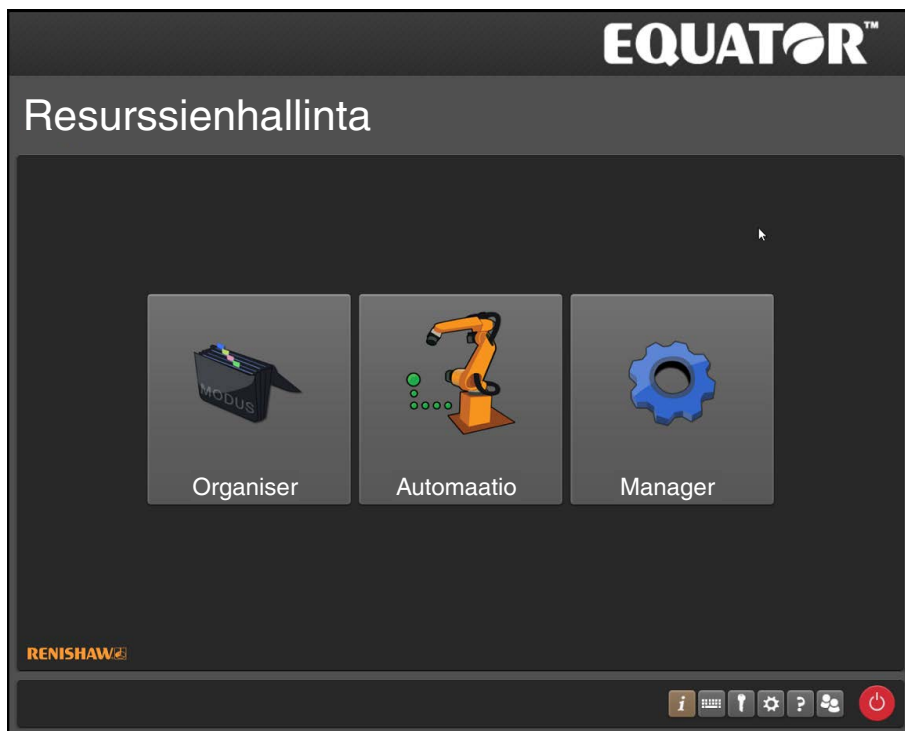 EQUATOR™
Resurssienhallinta
MODUS
Organiser
Automaatio
Manager
RENISHAW
i
?